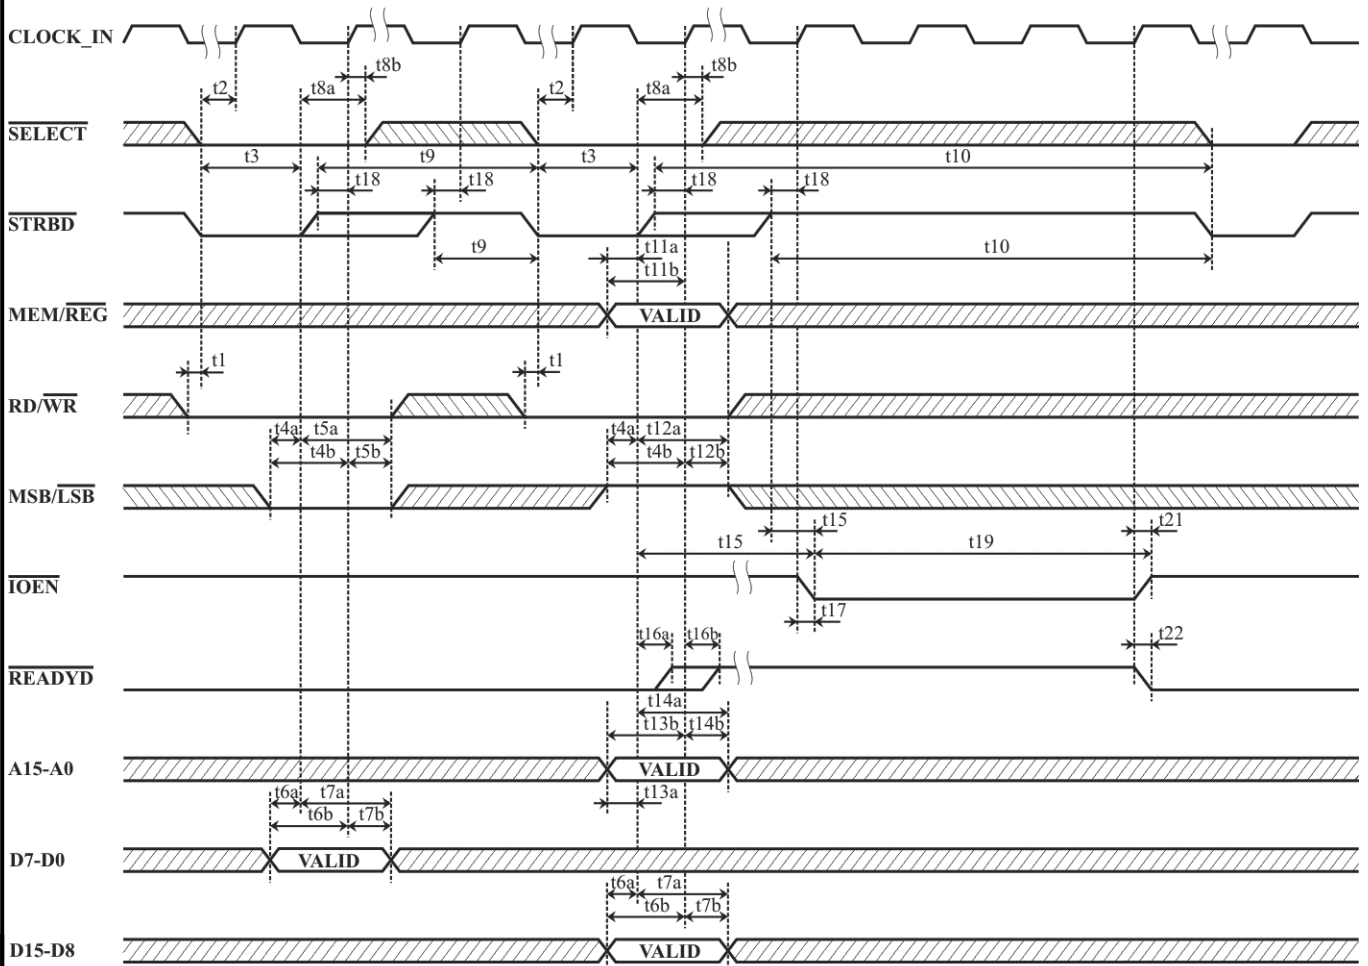 CLOCK_IN
t8b t8b
t2 t8a t2 t8a
SELECT
t3 t9 t3 t10
t18 t18 t18 t18
STRBD
t9 t11a t10
t11b
MEM/REG VALID
t1 t1
RD/WR
t4a t5a t4a t12a
t4b t5b t4b t12b
MSB/LSB
t15 t21
t15 t19
IOEN
t17
t16a t16b t22
READYD
t14a
t13b t14b
A15-A0 VALID
t6a t7a t13a
t6b t7b
D7-D0 VALID
t6a t7a
t6b t7b
D15-D8 VALID